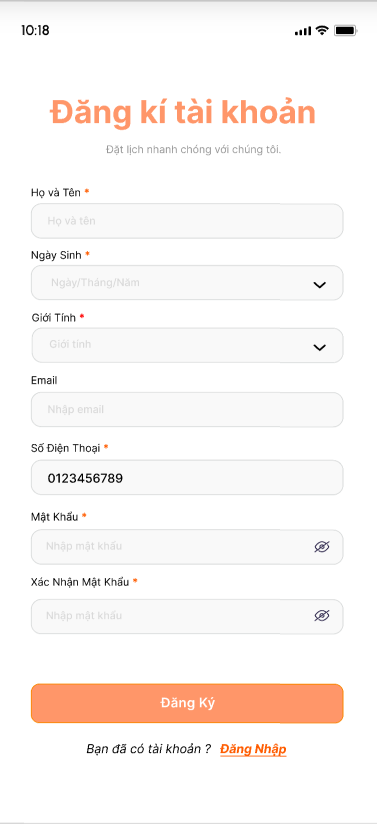 10:18
Đăng kí tài khoản
Đặt lịch nhanh chóng với chúng tôi.
Họ và Tên *
Họ và tên
Ngày Sinh *
Ngày/Tháng/Năm
Giới Tính *
Giới tính
Email
Nhập email
Số Điện Thoại *
0123456789
Mật Khẩu *
Nhập mật khẩu
Xác Nhận Mật Khẩu *
Nhập mật khẩu
Đăng Ký
Bạn đã có tài khoản ? Đăng Nhập